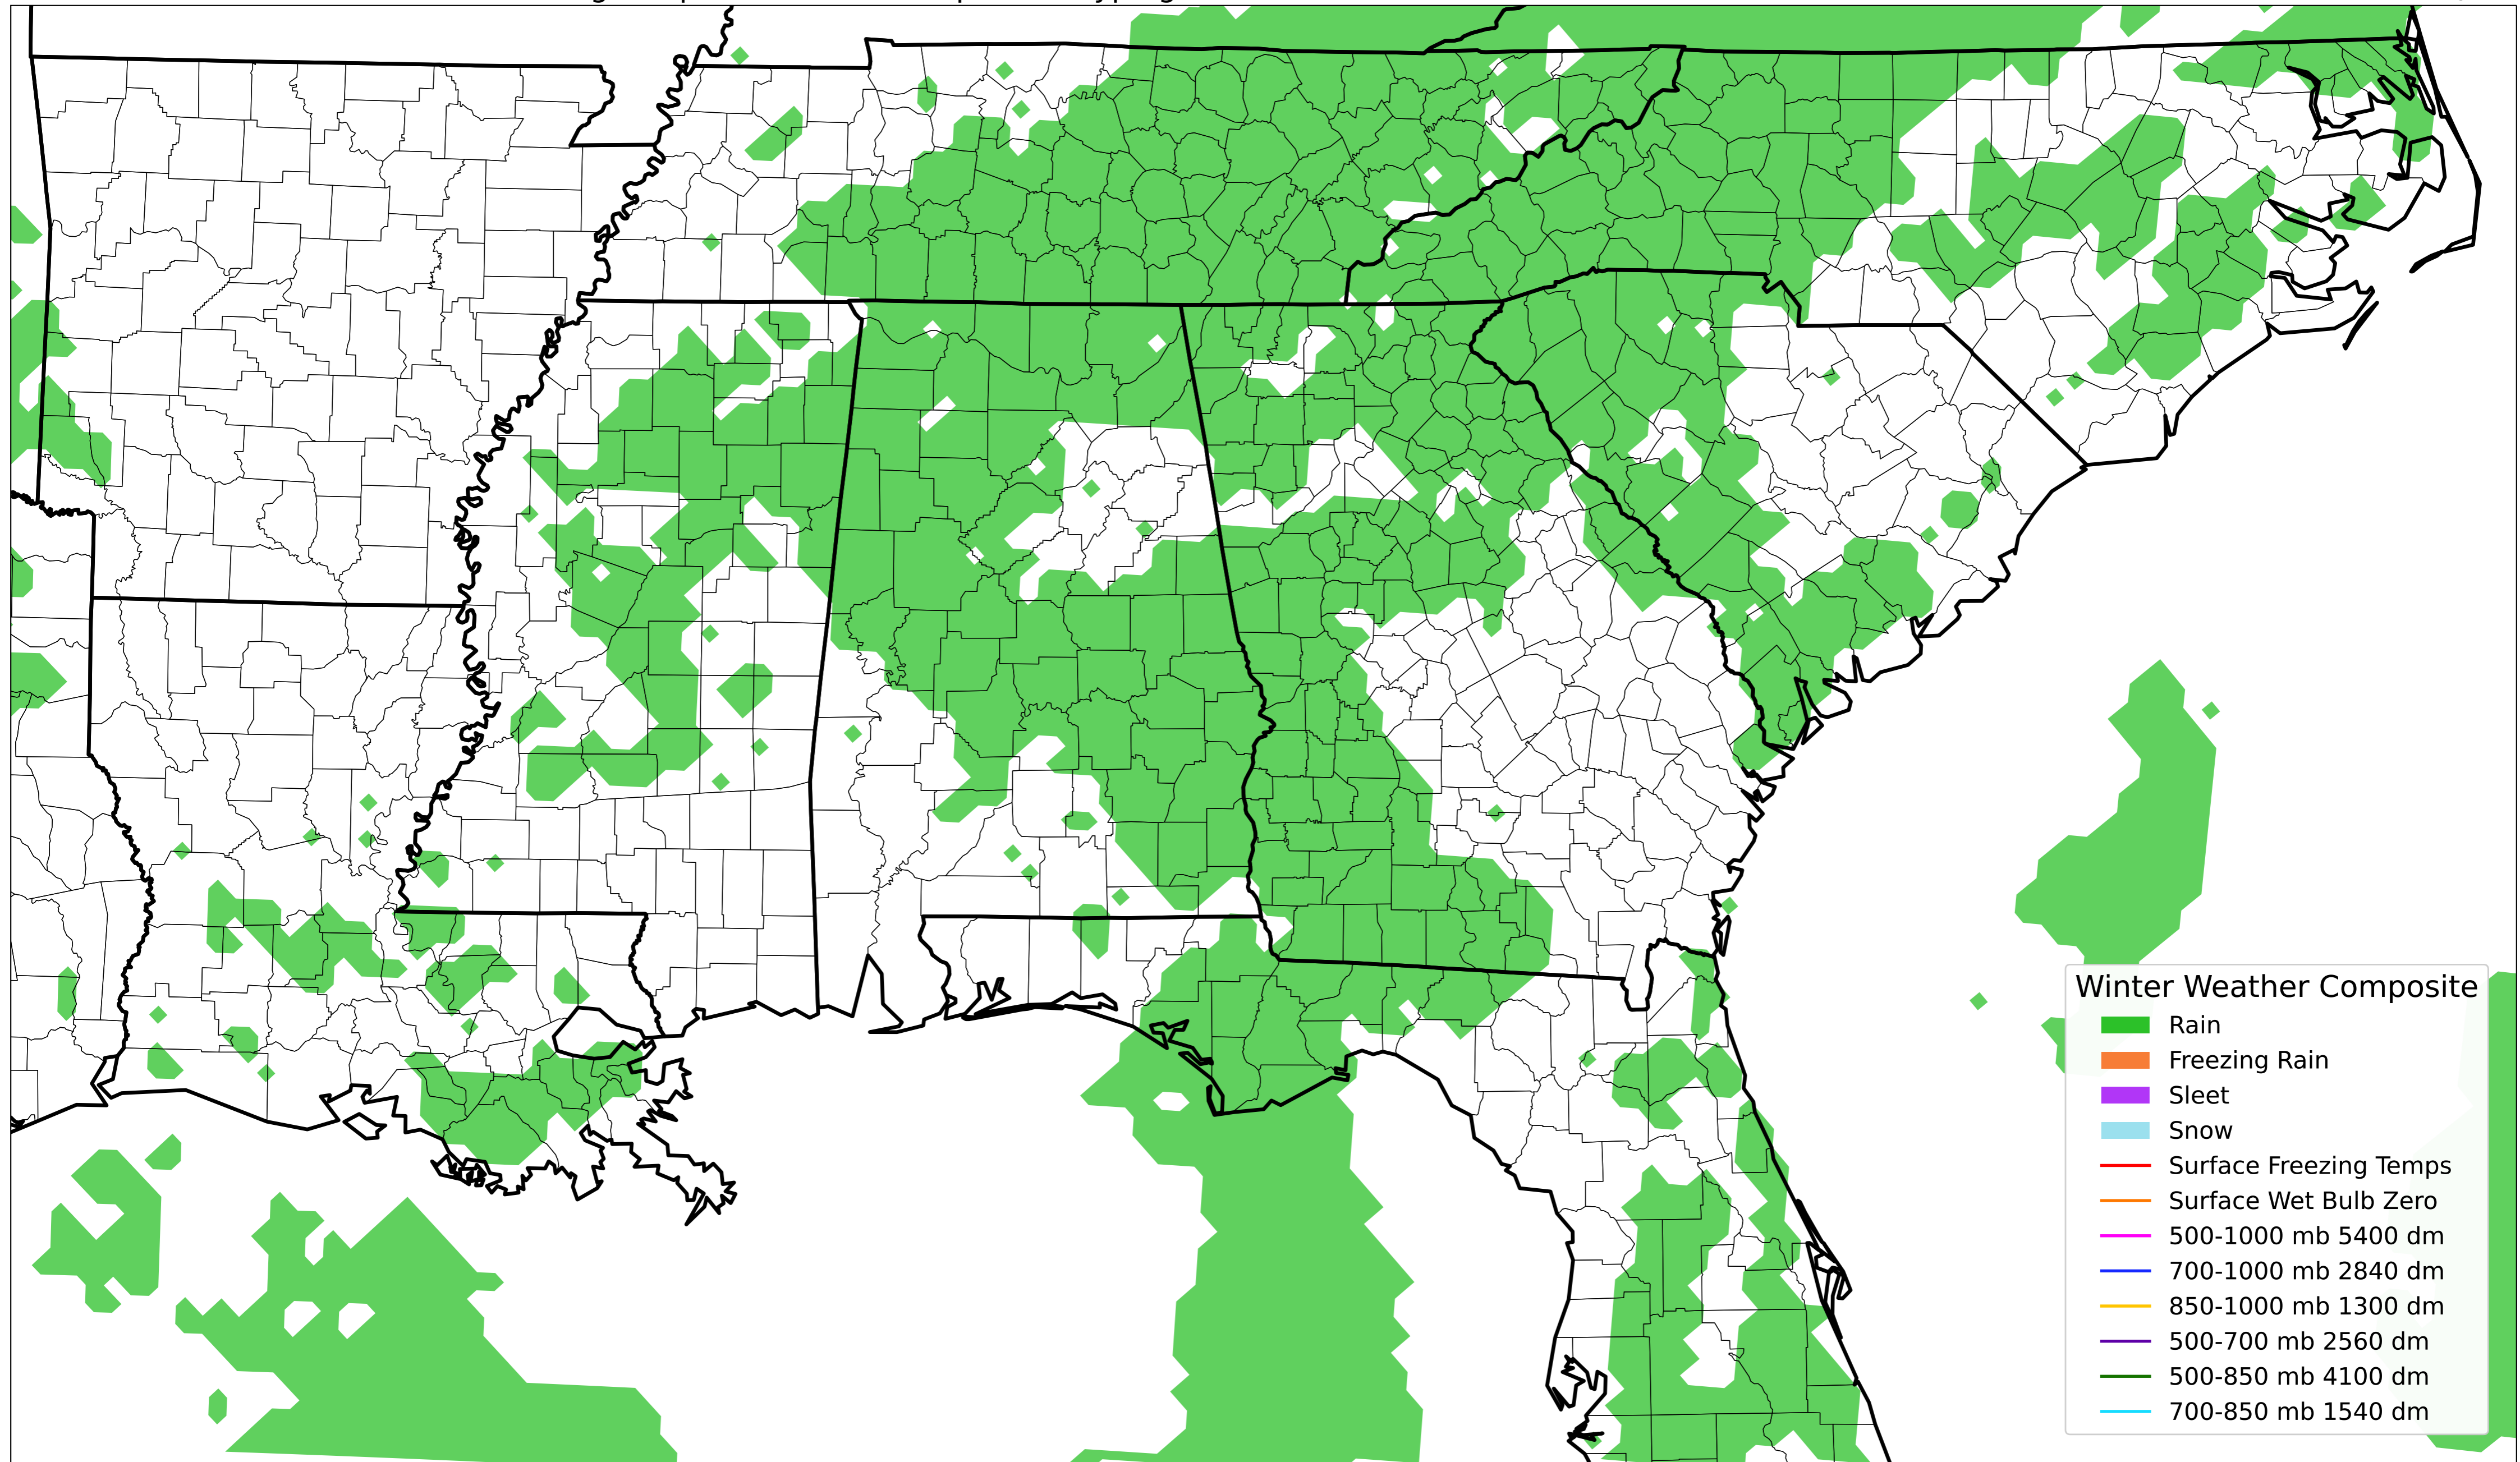 Winter Weather Composite
Rain
Freezing Rain
Sleet
Snow
Surface Freezing Temps
Surface Wet Bulb Zero
500-1000 mb 5400 dm
700-1000 mb 2840 dm
850-1000 mb 1300 dm
500-700 mb 2560 dm
500-850 mb 4100 dm
700-850 mb 1540 dm